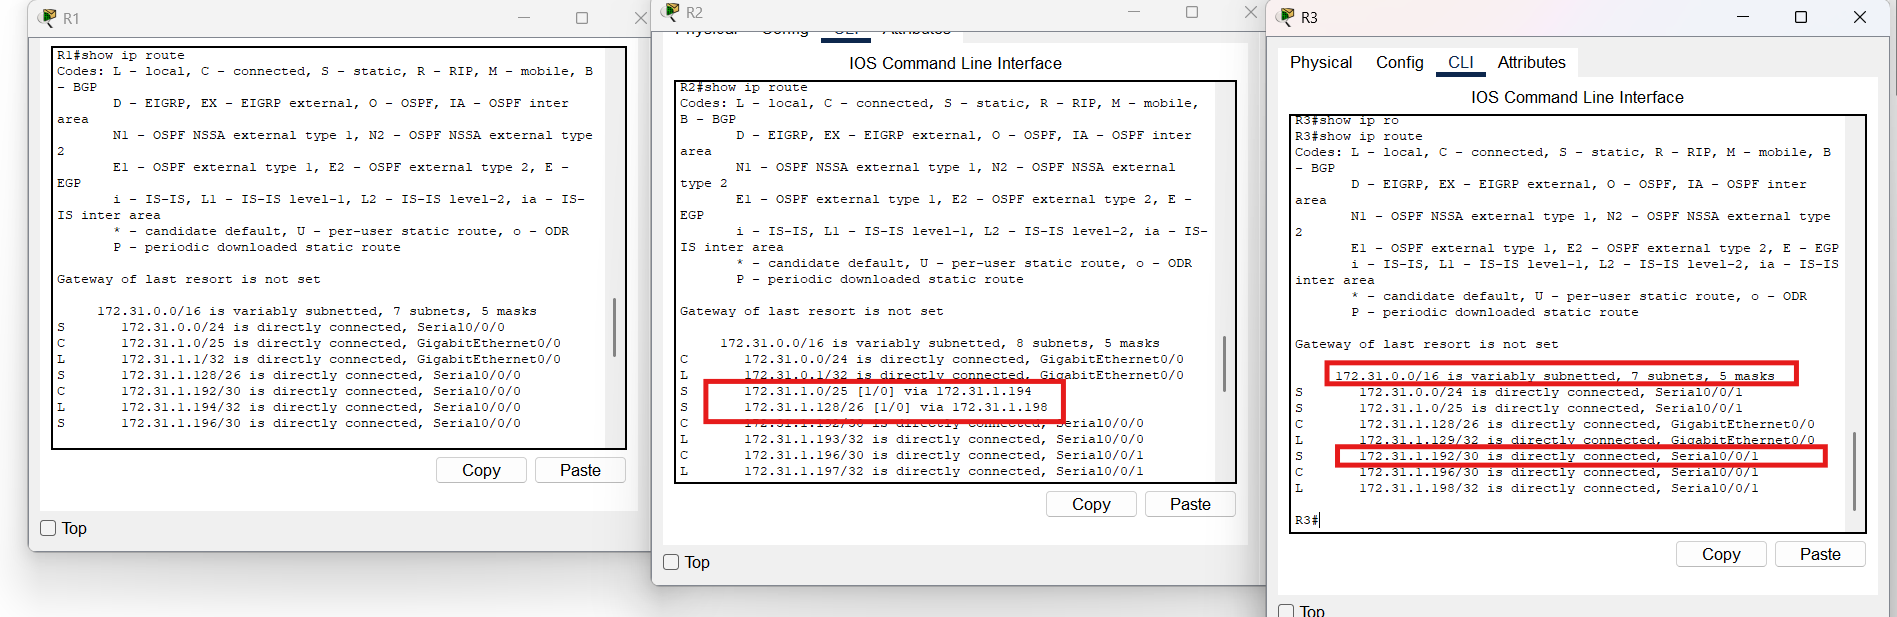 R1
R1#show ip route
Codes: L - local, C - connected, S - static, R - RIP, M - mobile, B
- BGP
D - EIGRP, EX - EIGRP external, O - OSPF, IA - OSPF inter
area
N1 - OSPF NSSA external type 1, N2 - OSPF NSSA external type
2
E1 - OSPF external type 1, E2 - OSPF external type 2, E -
EGP
i - IS-IS, L1 - IS-IS level-1, L2 - IS-IS level-2, ia - IS-
IS inter area
* - candidate default, U - per-user static route, o - ODR
P - periodic downloaded static route
Gateway of last resort is not set
172.31.0.0/16 is variably subnetted, 7 subnets, 5 masks
S 172.31.0.0/24 is directly connected, Serial0/0/0
C 172.31.1.0/25 is directly connected, GigabitEthernet0/0
L 172.31.1.1/32 is directly connected, GigabitEthernet0/0
S 172.31.1.128/26 is directly connected, Serial0/0/0
C 172.31.1.192/30 is directly connected, Serial0/0/0
L 172.31.1.194/32 is directly connected, Serial0/0/0
S 172.31.1.196/30 is directly connected, Serial0/0/0
Copy Paste
Top
R2
Physical Config CLI Attributes
IOS Command Line Interface
R2#show ip route
Codes: L - local, C - connected, S - static, R - RIP, M - mobile,
B - BGP
D - EIGRP, EX - EIGRP external, O - OSPF, IA - OSPF inter
area
N1 - OSPF NSSA external type 1, N2 - OSPF NSSA external
type 2
E1 - OSPF external type 1, E2 - OSPF external type 2, E -
EGP
i - IS-IS, L1 - IS-IS level-1, L2 - IS-IS level-2, ia - IS-
IS inter area
* - candidate default, U - per-user static route, o - ODR
P - periodic downloaded static route
Gateway of last resort is not set
172.31.0.0/16 is variably subnetted, 8 subnets, 5 masks
C 172.31.0.0/24 is directly connected, GigabitEthernet0/0
L 172.31.0.1/32 is directly connected, GigabitEthernet0/0
S 172.31.1.0/25 [1/0] via 172.31.1.194
S 172.31.1.128/26 [1/0] via 172.31.1.198
C 172.31.1.192/30 is directly connected, Serial0/0/0
L 172.31.1.193/32 is directly connected, Serial0/0/0
C 172.31.1.196/30 is directly connected, Serial0/0/1
L 172.31.1.197/32 is directly connected, Serial0/0/1
Copy Paste
Top
R3
Physical Config CLI Attributes
IOS Command Line Interface
R3#show ip ro
R3#show ip route
Codes: L - local, C - connected, S - static, R - RIP, M - mobile, B
- BGP
D - EIGRP, EX - EIGRP external, O - OSPF, IA - OSPF inter
area
N1 - OSPF NSSA external type 1, N2 - OSPF NSSA external type
2
E1 - OSPF external type 1, E2 - OSPF external type 2, E - EGP
i - IS-IS, L1 - IS-IS level-1, L2 - IS-IS level-2, ia - IS-IS
inter area
* - candidate default, U - per-user static route, o - ODR
P - periodic downloaded static route
Gateway of last resort is not set
172.31.0.0/16 is variably subnetted, 7 subnets, 5 masks
S 172.31.0.0/24 is directly connected, Serial0/0/1
S 172.31.1.0/25 is directly connected, Serial0/0/1
C 172.31.1.128/26 is directly connected, GigabitEthernet0/0
L 172.31.1.129/32 is directly connected, GigabitEthernet0/0
S 172.31.1.192/30 is directly connected, Serial0/0/1
C 172.31.1.196/30 is directly connected, Serial0/0/1
L 172.31.1.198/32 is directly connected, Serial0/0/1
R3#
Copy Paste
Top